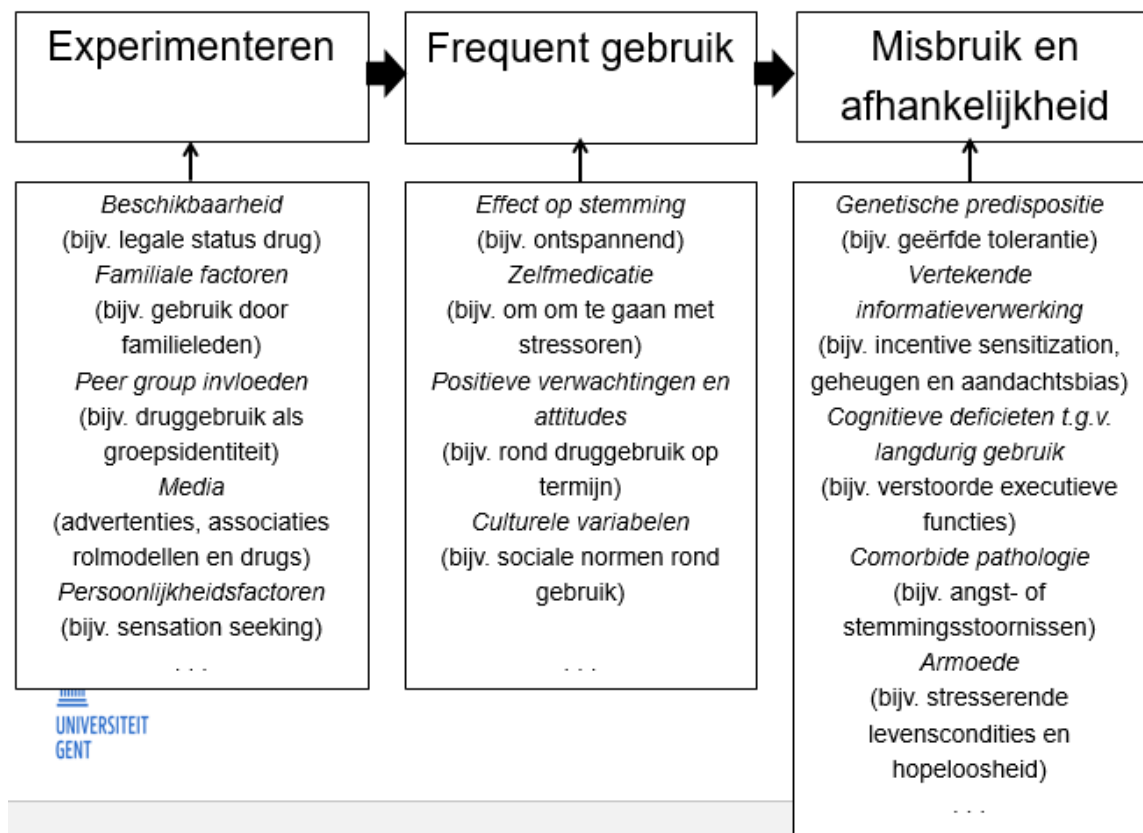 Experimenteren
Frequent gebruik
Misbruik en
afhankelijkheid
Beschikbaarheid
(bijv. legale status drug)
Familiale factoren
(bijv. gebruik door
familieleden)
Peer group invloeden
(bijv. druggebruik als
groepsidentiteit)
Media
(advertenties, associaties
rolmodellen en drugs)
Persoonlijkheidsfactoren
(bijv. sensation seeking)
. . .
Effect op stemming
(bijv. ontspannend)
Zelfmedicatie
(bijv. om om te gaan met
stressoren)
Positieve verwachtingen en
attitudes
(bijv. rond druggebruik op
termijn)
Culturele variabelen
(bijv. sociale normen rond
gebruik)
. . .
Genetische predispositie
(bijv. geërfde tolerantie)
Vertekende
informatieverwerking
(bijv. incentive sensitization,
geheugen en aandachtsbias)
Cognitieve deficieten t.g.v.
langdurig gebruik
(bijv. verstoorde executieve
functies)
Comorbide pathologie
(bijv. angst- of
stemmingsstoornissen)
Armoede
(bijv. stresserende
levenscondities en
hopeloosheid)
. . .
UNIVERSITEIT
GENT